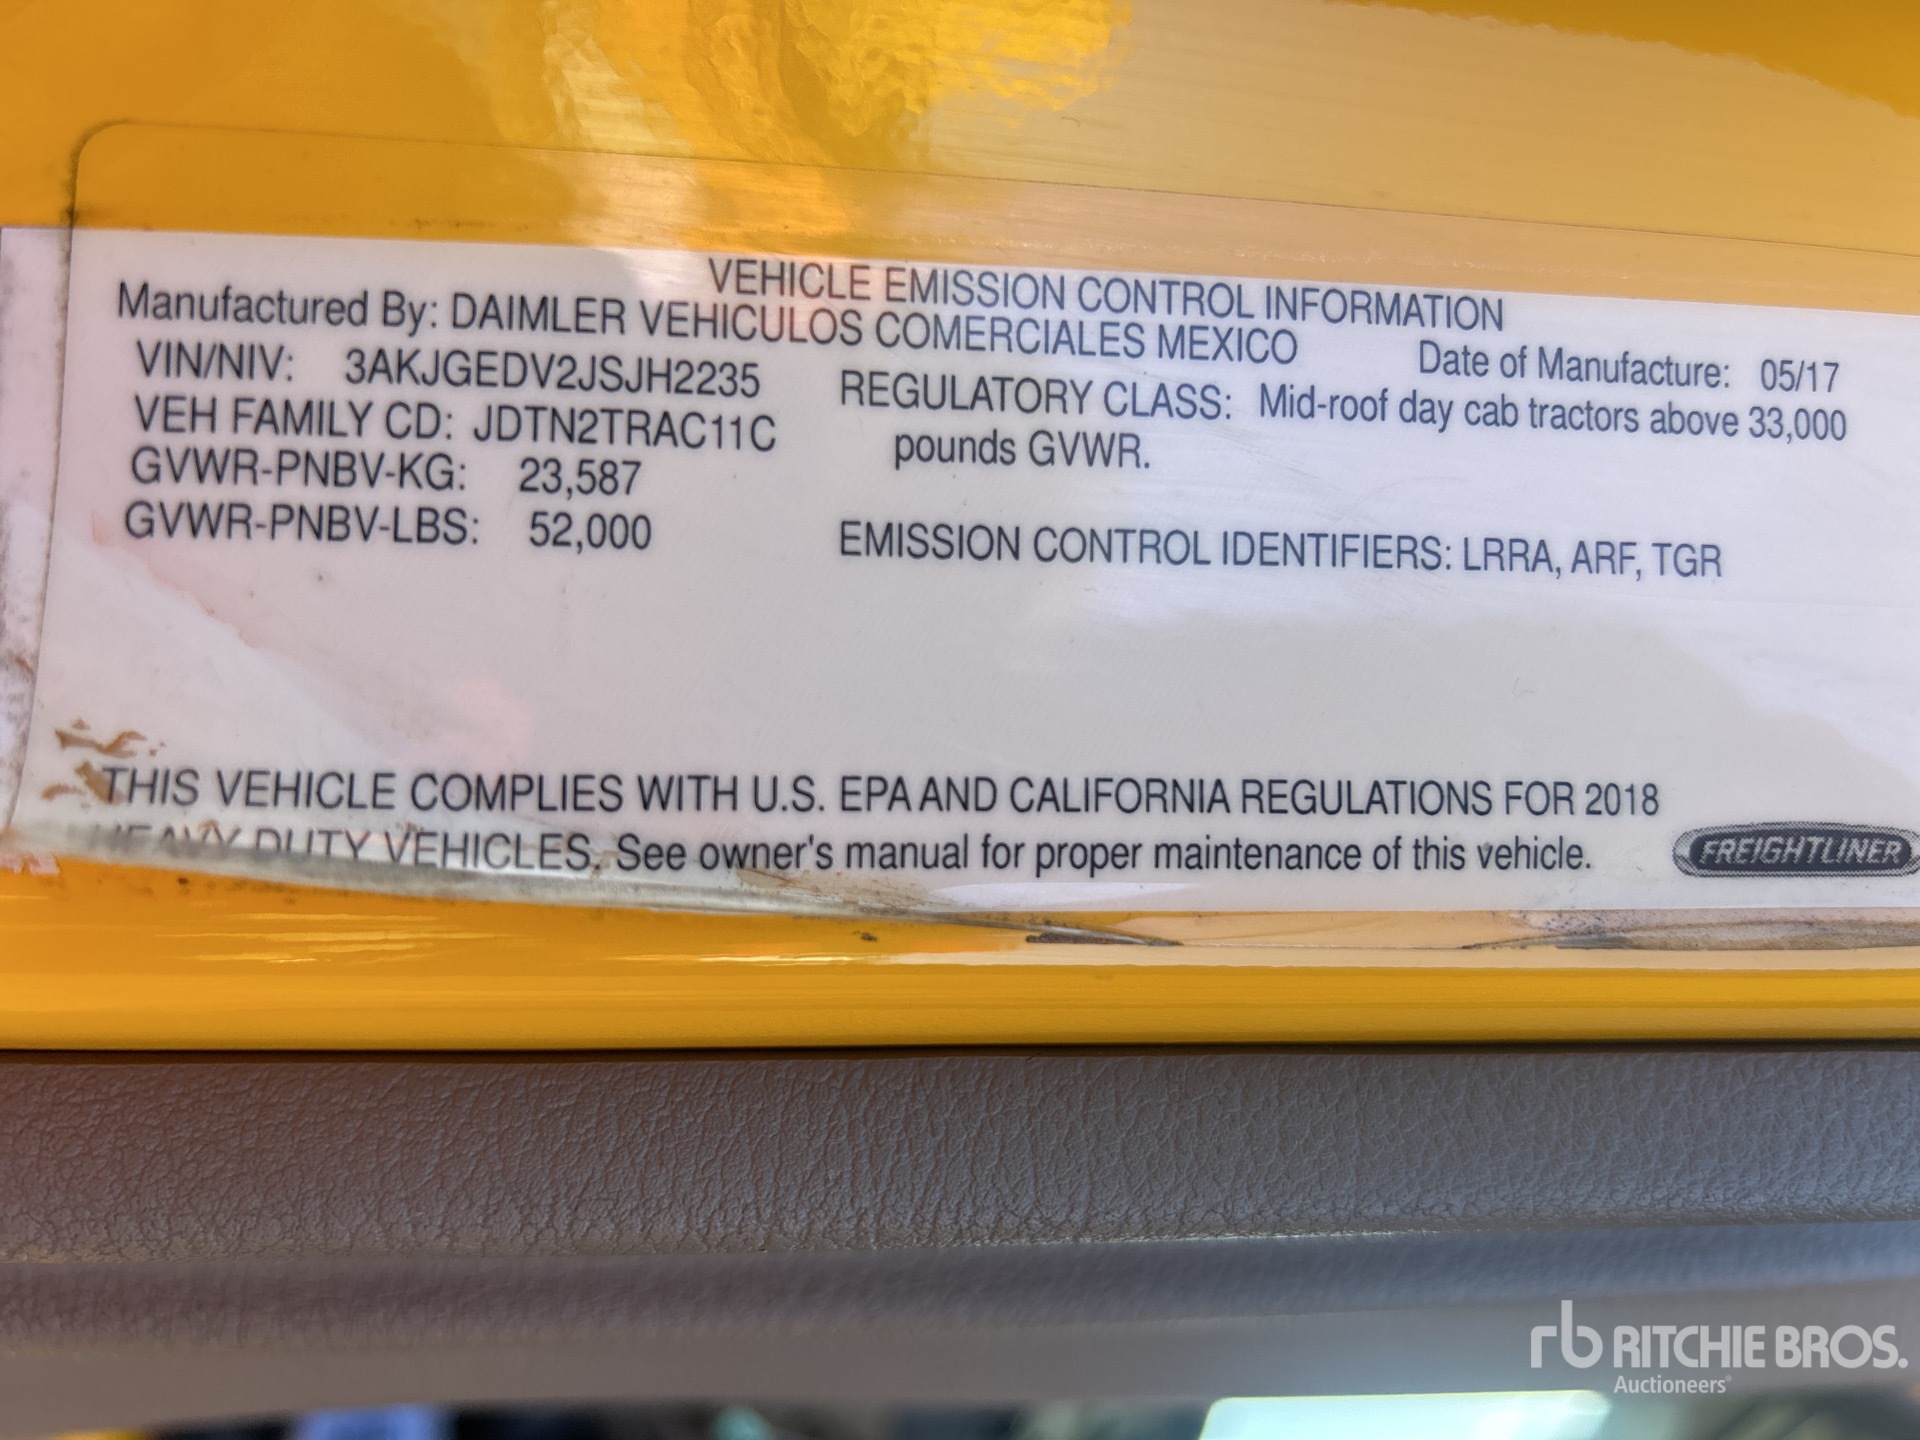 VEHICLE EMISSION CONTROL INFORMATION
Manufactured By: DAIMLER VEHICULOS COMERCIALES MEXICO
Date of Manufacture: 05/17
VIN/NIV: 3AKJGEDV2JSJH2235
VEH FAMILY CD: JDTN2TRAC11C
GVWR-PNBV-KG: 23,587
GVWR-PNBV-LBS: 52,000
REGULATORY CLASS: Mid-roof day cab tractors above 33,000
pounds GVWR.
EMISSION CONTROL IDENTIFIERS: LRRA, ARF, TGR
THIS VEHICLE COMPLIES WITH U.S. EPA AND CALIFORNIA REGULATIONS FOR 2018
HEAVY DUTY VEHICLES. See owner's manual for proper maintenance of this vehicle.
FREIGHTLINER
rb RITCHIE BROS.
Auctioneers